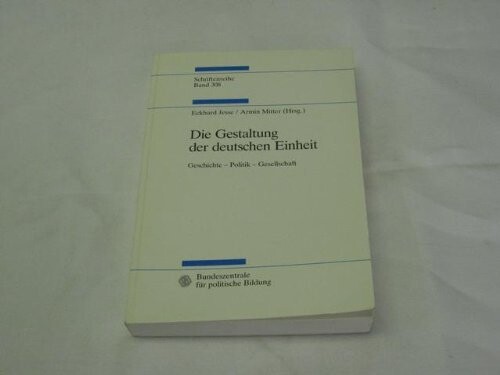 Schriftenreihe
Band 308
Eckhard Jesse / Armin Mitter (Hrsg.)
Die Gestaltung
der deutschen Einheit
Geschichte – Politik – Gesellschaft
Bundeszentrale
für politische Bildung